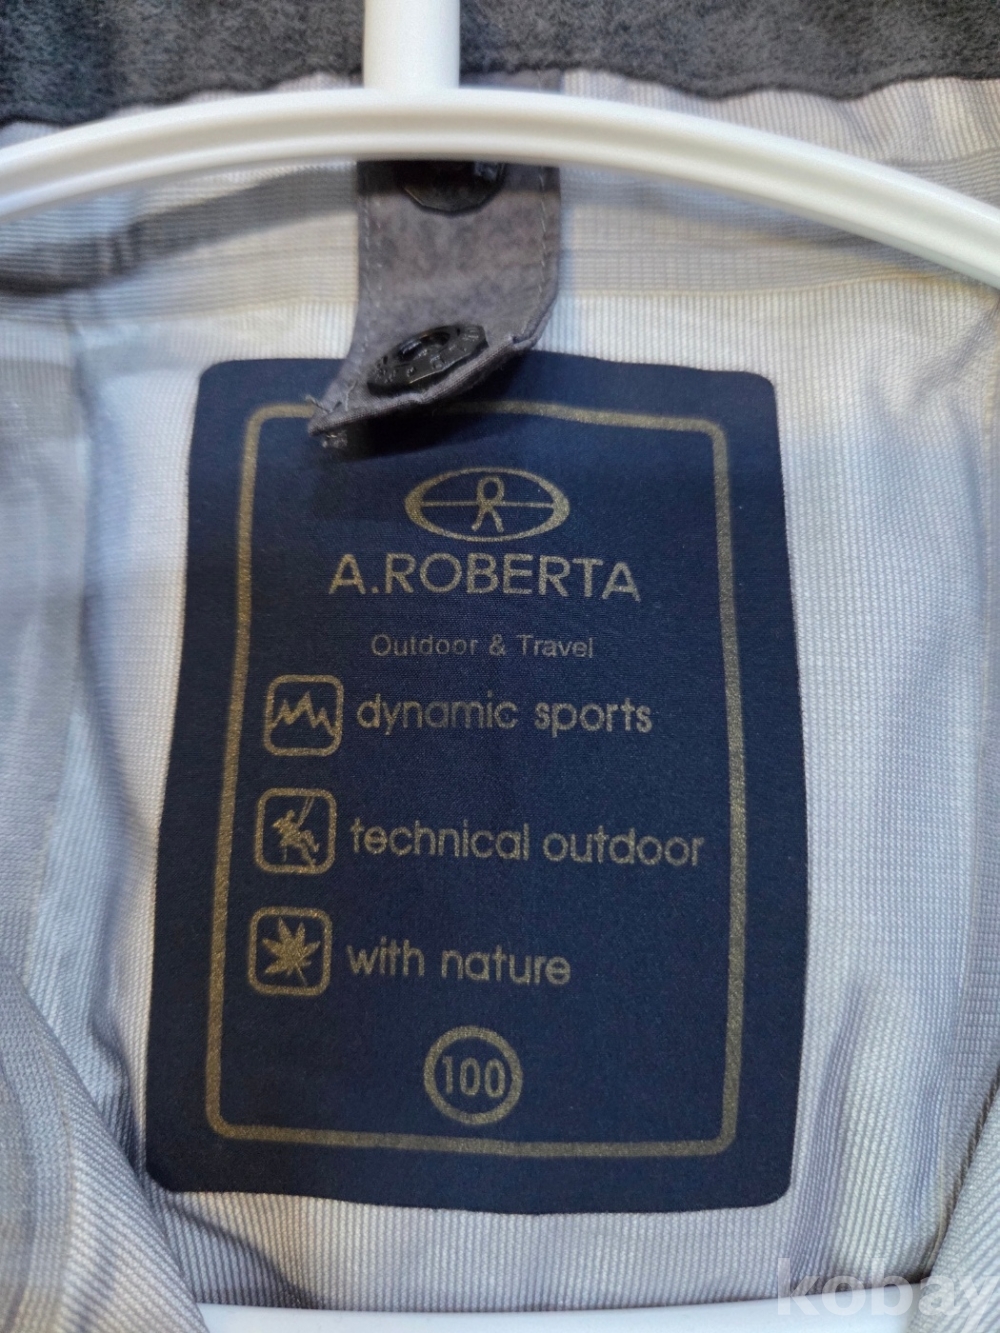 A.ROBERTA
Outdoor & Travel
dynamic sports
technical outdoor
with nature
100
kobay